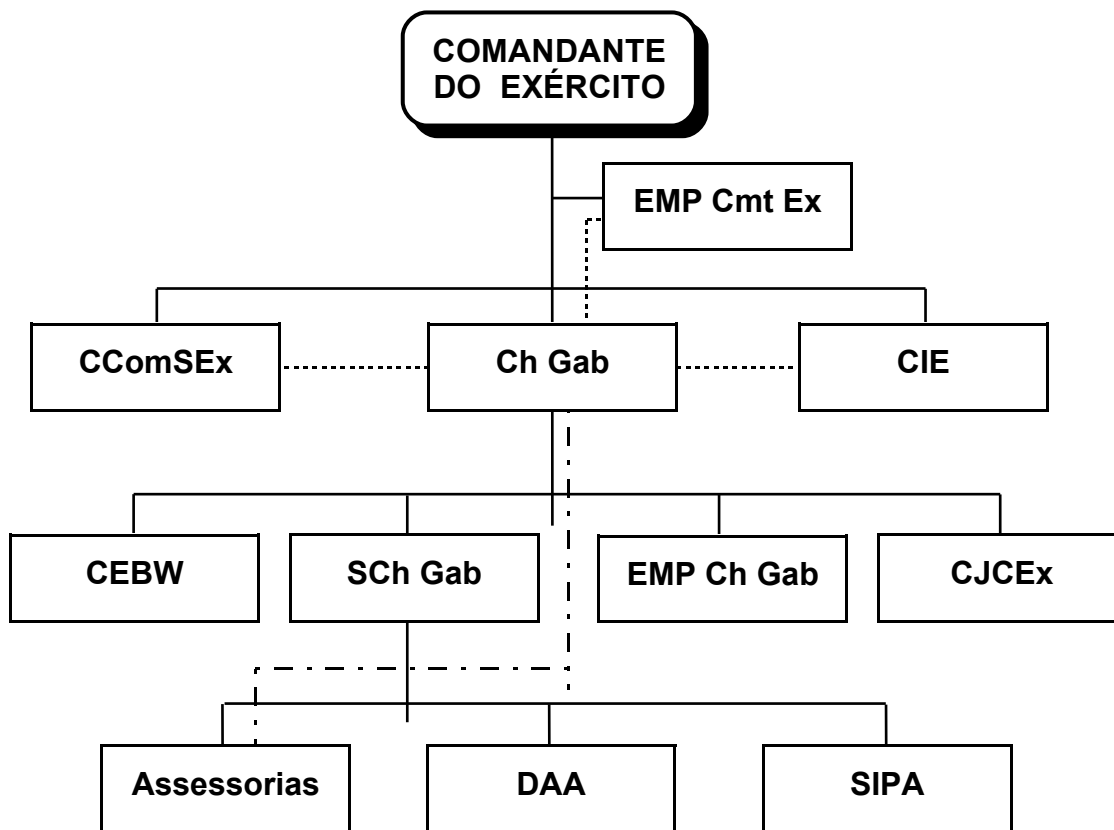 COMANDANTE
DO EXÉRCITO
EMP Cmt Ex
CComSEx
Ch Gab
CIE
CEBW
SCh Gab
EMP Ch Gab
CJCEx
Assessorias
DAA
SIPA